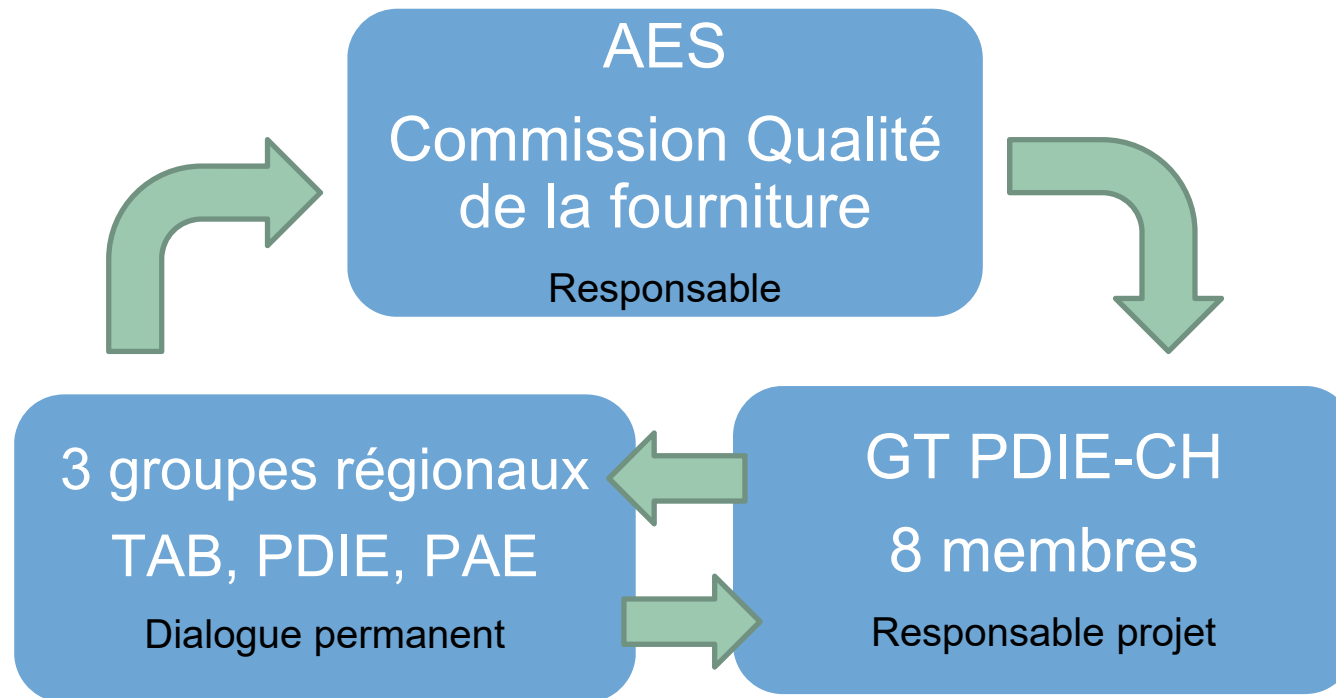 AES
Commission Qualité
de la fourniture
Responsable
3 groupes régionaux
TAB, PDIE, PAE
Dialogue permanent
GT PDIE-CH
8 membres
Responsable projet